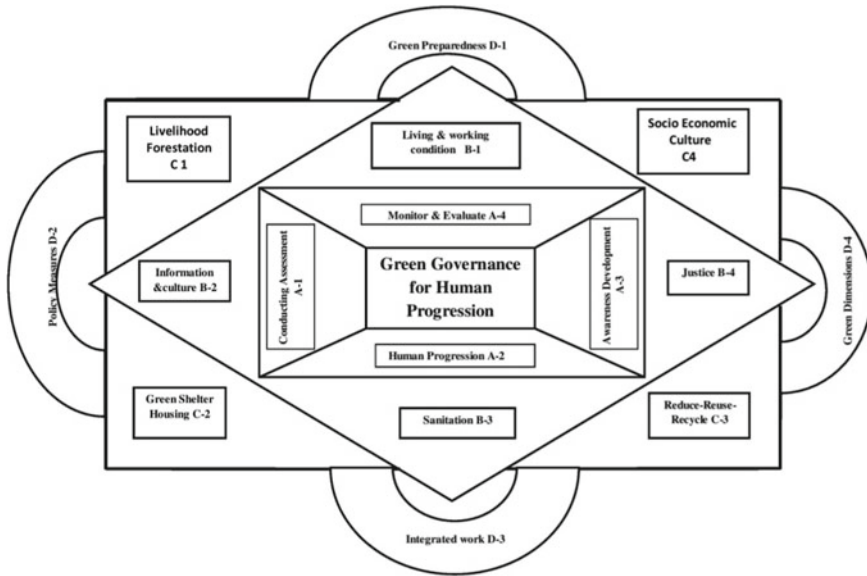 Green Preparedness D-1
Livelihood
Forestation
C 1
Living & working
condition B-1
Socio Economic
Culture
C4
Policy Measures D-2
Information
&culture B-2
Conducting Assessment
A-1
Monitor & Evaluate A-4
Green Governance
for Human
Progression
Human Progression A-2
Awareness Development
A-3
Justice B-4
Green Dimensions D-4
Green Shelter
Housing C-2
Sanitation B-3
Reduce-Reuse-
Recycle C-3
Integrated work D-3